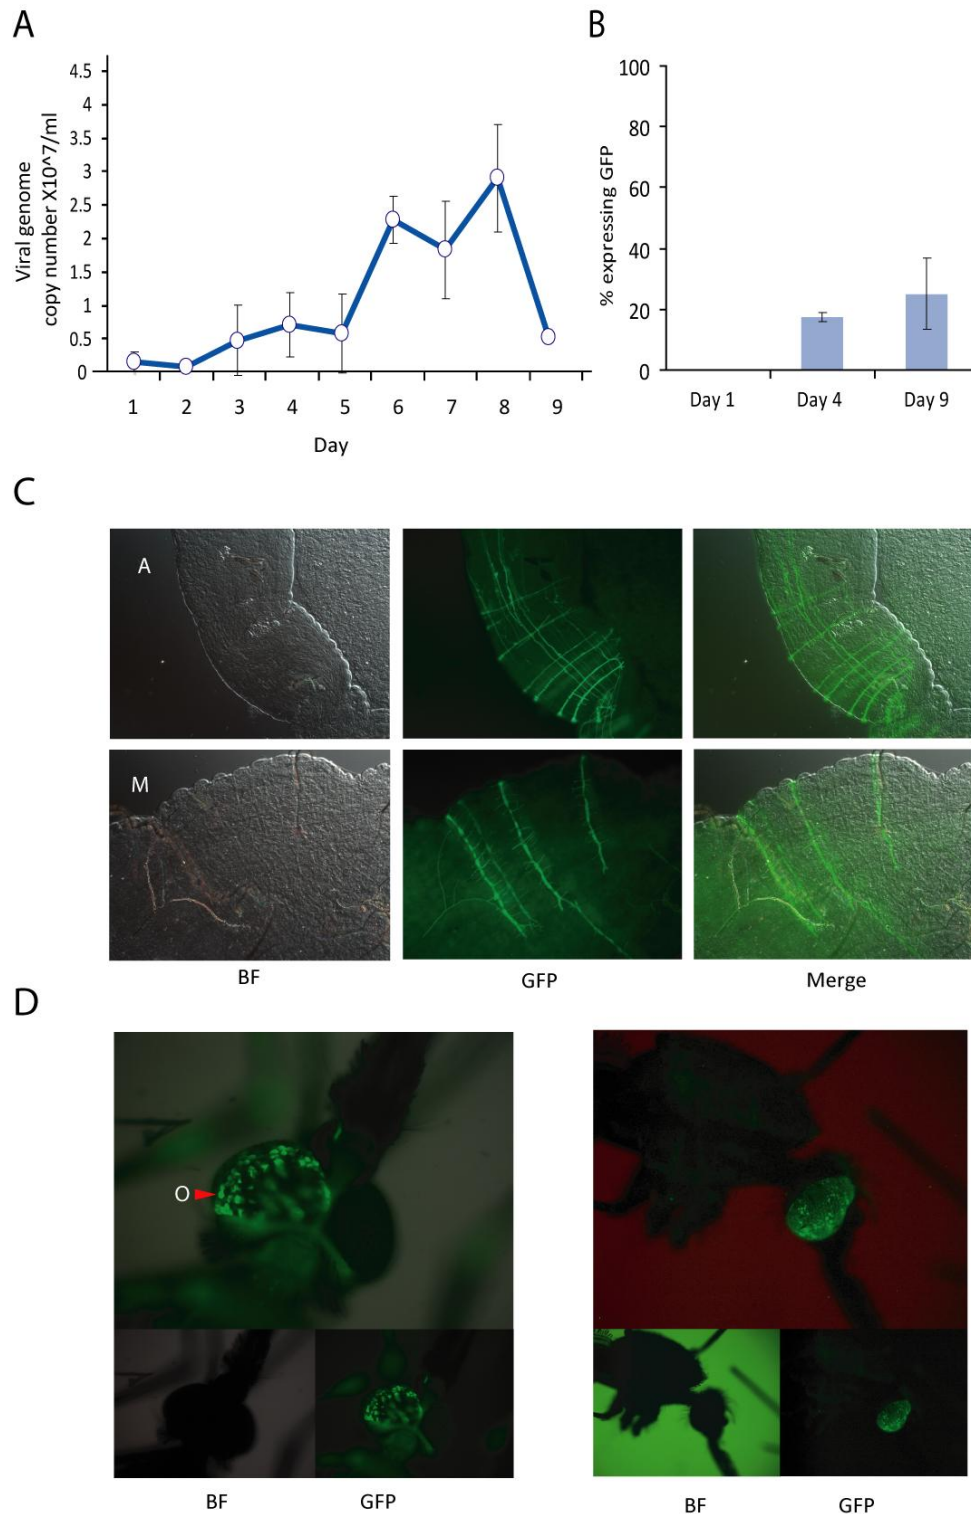 A
B
Viral genome
copy number X10^7/ml
4.5
4
3.5
3
2.5
2
1.5
1
0.5
0
1 2 3 4 5 6 7 8 9
Day
% expressing GFP
100
80
60
40
20
0
Day 1 Day 4 Day 9
C
A
M
BF GFP Merge
D
O
BF GFP BF GFP